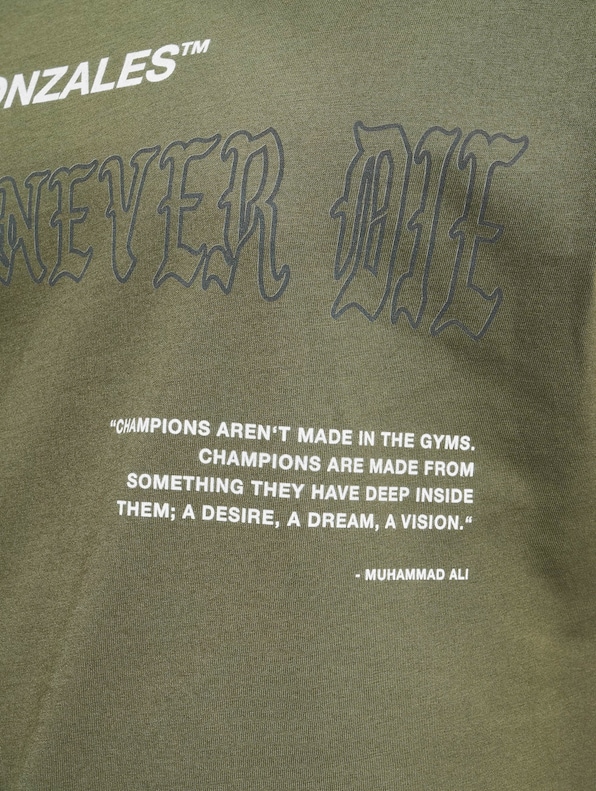 ONZALES™
NEVER DIE
“CHAMPIONS AREN‘T MADE IN THE GYMS.
CHAMPIONS ARE MADE FROM
SOMETHING THEY HAVE DEEP INSIDE
THEM; A DESIRE, A DREAM, A VISION.“
- MUHAMMAD ALI